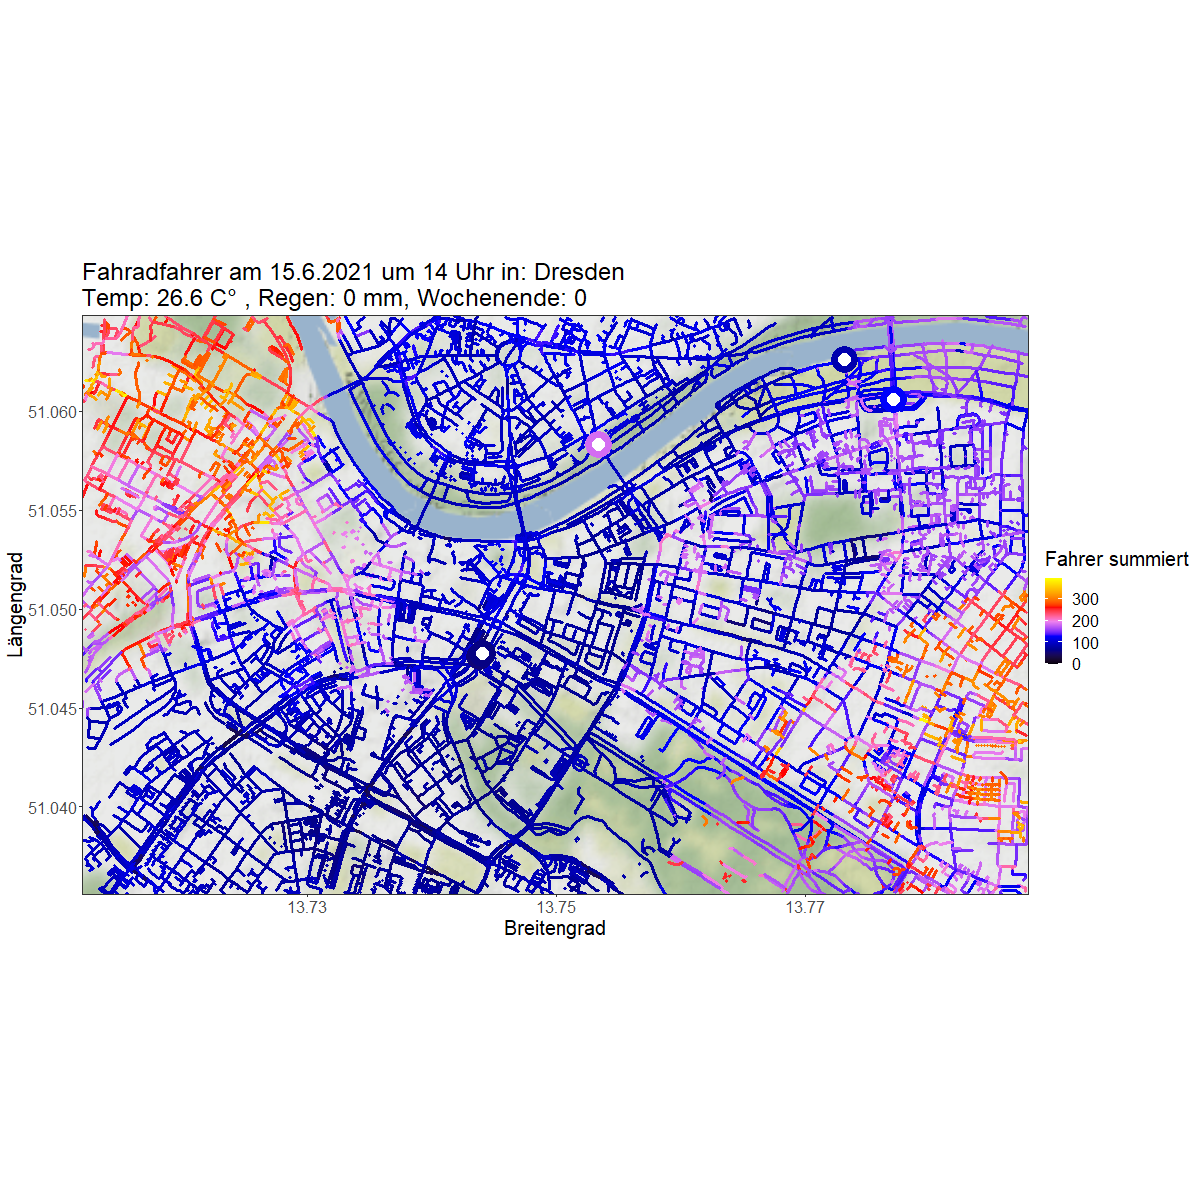 Fahradfahrer am 15.6.2021 um 14 Uhr in: Dresden
Temp: 26.6 C° , Regen: 0 mm, Wochenende: 0
Längengrad
51.060
51.055
51.050
51.045
51.040
13.73
13.75
13.77
Breitengrad
Fahrer summiert
300
200
100
0